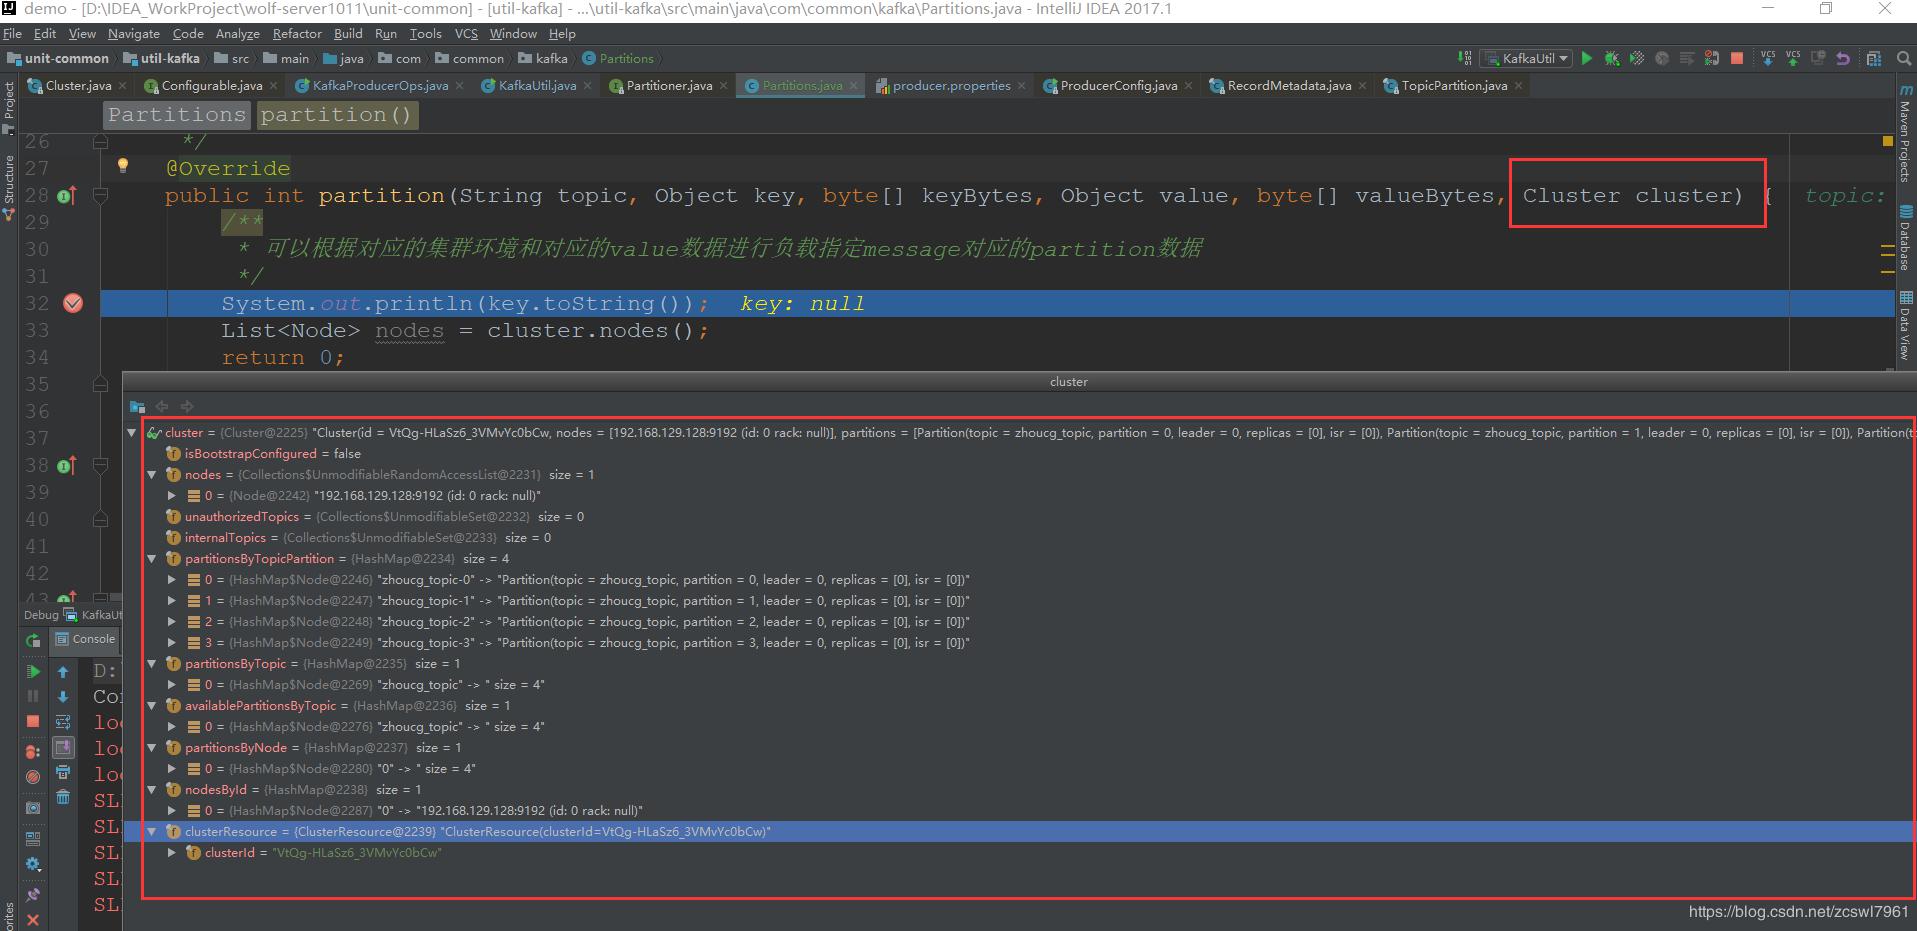 demo - [D:\IDEA_WorkProject\wolf-server1011\unit-common] - [util-kafka] - ...\util-kafka\src\main\java\com\common\kafka\Partitions.java - IntelliJ IDEA 2017.1
File Edit View Navigate Code Analyze Refactor Build Run Tools VCS Window Help
unit-common util-kafka src main java com common kafka Partitions KafkaUtil VCS VCS
Cluster.java Configurable.java KafkaProducerOps.java KafkaUtil.java Partitioner.java Partitions.java producer.properties ProducerConfig.java RecordMetadata.java TopicPartition.java
Project
Structure
Maven Projects
Database
Data View
Partitions partition()
26 */
27 @Override
28 public int partition(String topic, Object key, byte[] keyBytes, Object value, byte[] valueBytes, Cluster cluster) { topic:
29 /**
30 * 可以根据对应的集群环境和对应的value数据进行负载指定message对应的partition数据
31 */
32 System.out.println(key.toString()); key: null
33 List<Node> nodes = cluster.nodes();
34 return 0;
35
36
37
38
39
40
41
42
43
cluster
cluster = {Cluster@2225} "Cluster(id = VtQg-HLaSz6_3VMvYc0bCw, nodes = [192.168.129.128:9192 (id: 0 rack: null)], partitions = [Partition(topic = zhoucg_topic, partition = 0, leader = 0, replicas = [0], isr = [0]), Partition(topic = zhoucg_topic, partition = 1, leader = 0, replicas = [0], isr = [0]), Partition(to
isBootstrapConfigured = false
nodes = {Collections$UnmodifiableRandomAccessList@2231} size = 1
0 = {Node@2242} "192.168.129.128:9192 (id: 0 rack: null)"
unauthorizedTopics = {Collections$UnmodifiableSet@2232} size = 0
internalTopics = {Collections$UnmodifiableSet@2233} size = 0
partitionsByTopicPartition = {HashMap@2234} size = 4
0 = {HashMap$Node@2246} "zhoucg_topic-0" -> "Partition(topic = zhoucg_topic, partition = 0, leader = 0, replicas = [0], isr = [0])"
1 = {HashMap$Node@2247} "zhoucg_topic-1" -> "Partition(topic = zhoucg_topic, partition = 1, leader = 0, replicas = [0], isr = [0])"
2 = {HashMap$Node@2248} "zhoucg_topic-2" -> "Partition(topic = zhoucg_topic, partition = 2, leader = 0, replicas = [0], isr = [0])"
3 = {HashMap$Node@2249} "zhoucg_topic-3" -> "Partition(topic = zhoucg_topic, partition = 3, leader = 0, replicas = [0], isr = [0])"
partitionsByTopic = {HashMap@2235} size = 1
0 = {HashMap$Node@2269} "zhoucg_topic" -> " size = 4"
availablePartitionsByTopic = {HashMap@2236} size = 1
0 = {HashMap$Node@2276} "zhoucg_topic" -> " size = 4"
partitionsByNode = {HashMap@2237} size = 1
0 = {HashMap$Node@2280} "0" -> " size = 4"
nodesById = {HashMap@2238} size = 1
0 = {HashMap$Node@2287} "0" -> "192.168.129.128:9192 (id: 0 rack: null)"
clusterResource = {ClusterResource@2239} "ClusterResource(clusterId=VtQg-HLaSz6_3VMvYc0bCw)"
clusterId = "VtQg-HLaSz6_3VMvYc0bCw"
Debug KafkaUt
Console
D:
Co
lo
lo
lo
SL
SL
SL
SL
SL
orites
https://blog.csdn.net/zcswl7961